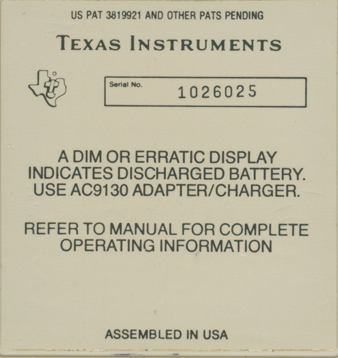 US PAT 3819921 AND OTHER PATS PENDING
TEXAS INSTRUMENTS
Serial No. 1026025
A DIM OR ERRATIC DISPLAY
INDICATES DISCHARGED BATTERY.
USE AC9130 ADAPTER/CHARGER.
REFER TO MANUAL FOR COMPLETE
OPERATING INFORMATION
ASSEMBLED IN USA